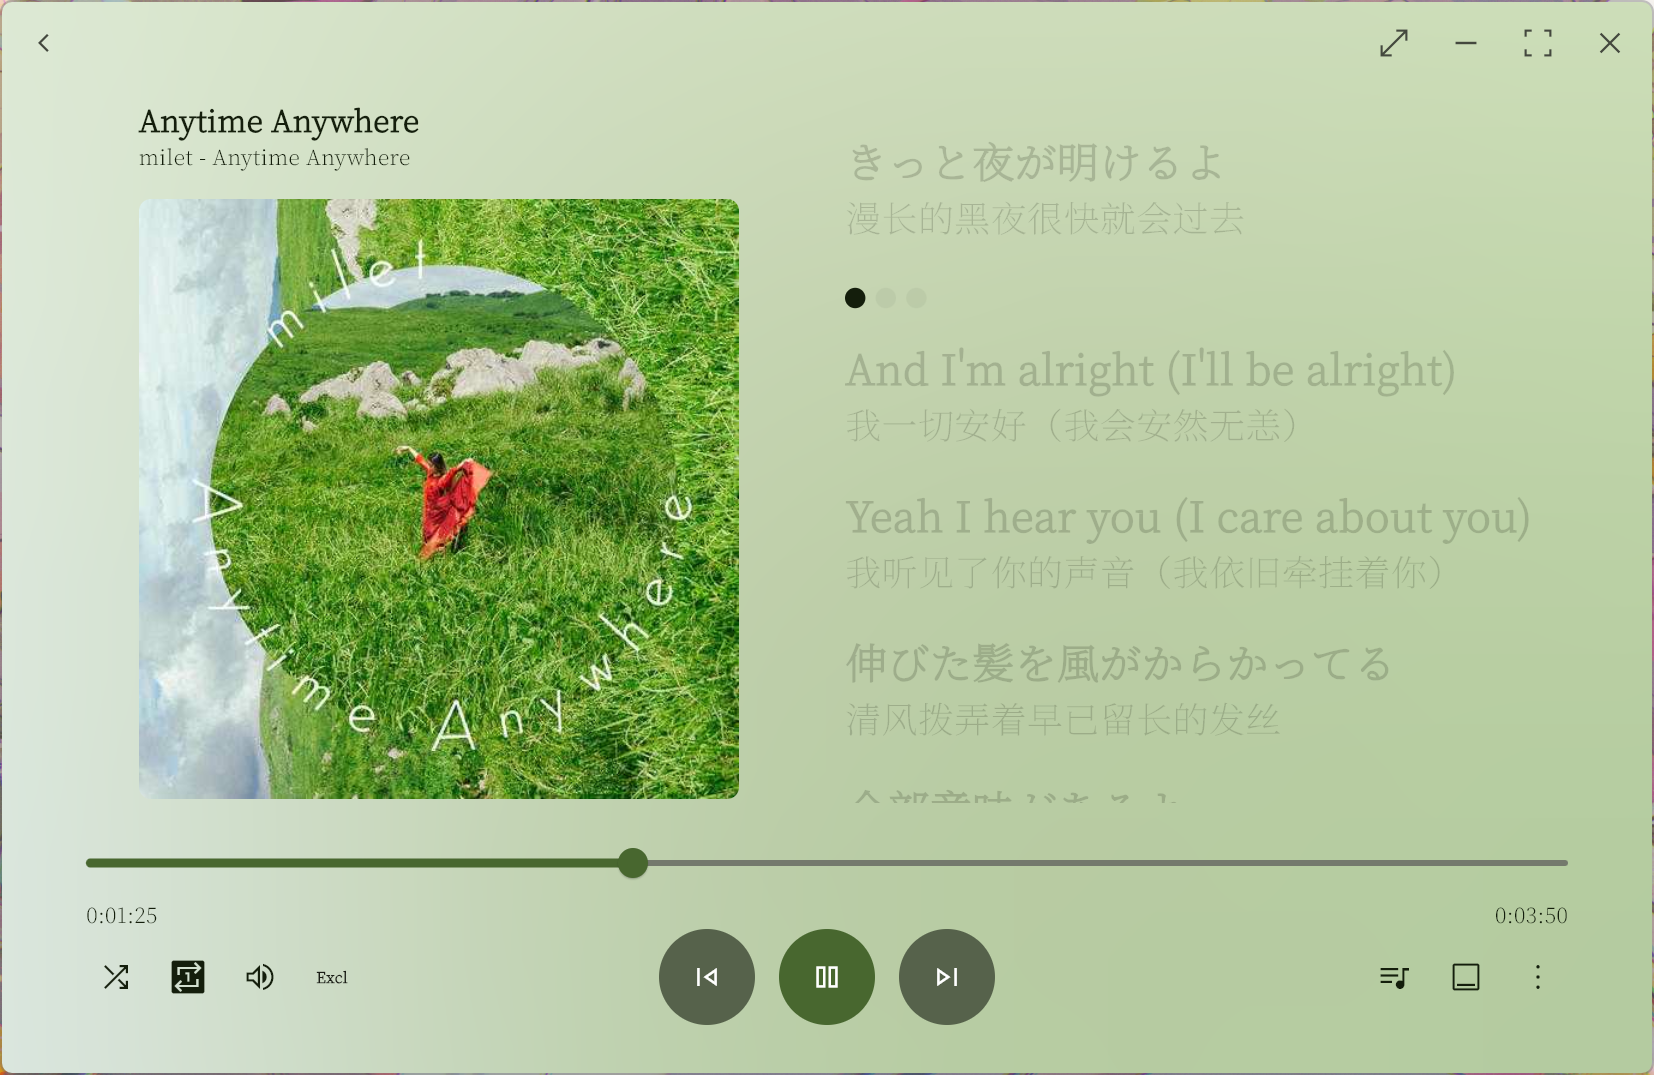 Anytime Anywhere
milet - Anytime Anywhere
milet
Anytime Anywhere
きっと夜が明けるよ
漫长的黑夜很快就会过去
And I'm alright (I'll be alright)
我一切安好（我会安然无恙）
Yeah I hear you (I care about you)
我听见了你的声音（我依旧牵挂着你）
伸びた髪を風がからかってる
清风拨弄着早已留长的发丝
0:01:25
0:03:50
1
Excl